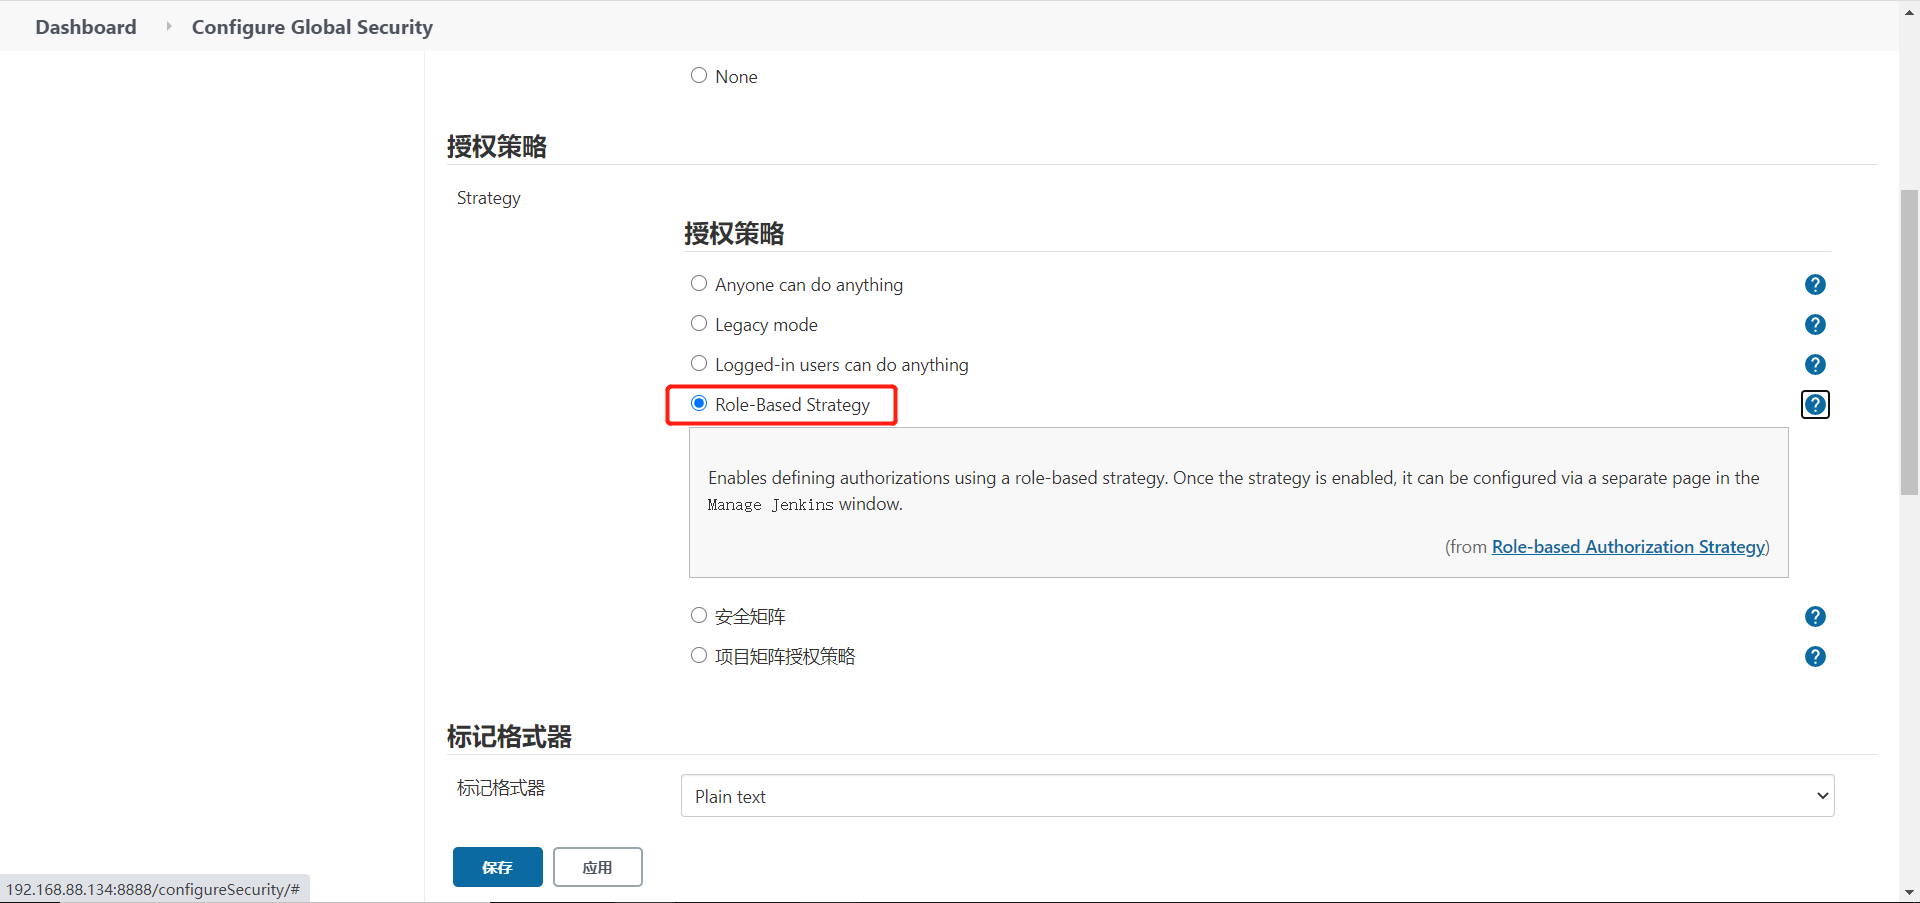 Dashboard
Configure Global Security
None
授权策略
Strategy
授权策略
Anyone can do anything
Legacy mode
Logged-in users can do anything
Role-Based Strategy
Enables defining authorizations using a role-based strategy. Once the strategy is enabled, it can be configured via a separate page in the
Manage Jenkins window.
(from Role-based Authorization Strategy)
安全矩阵
项目矩阵授权策略
标记格式器
标记格式器
Plain text
保存
应用
192.168.88.134:8888/configureSecurity/#